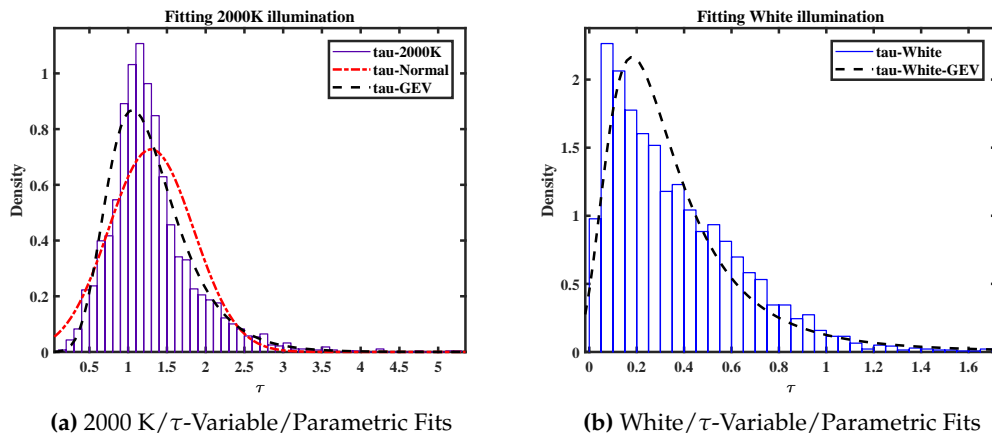 Fitting 2000K illumination
tau-2000K
tau-Normal
tau-GEV
Density
1
0.8
0.6
0.4
0.2
0
0.5 1 1.5 2 2.5 3 3.5 4 4.5 5
τ
(a) 2000 K/τ-Variable/Parametric Fits
Fitting White illumination
tau-White
tau-White-GEV
Density
2
1.5
1
0.5
0
0 0.2 0.4 0.6 0.8 1 1.2 1.4 1.6
τ
(b) White/τ-Variable/Parametric Fits